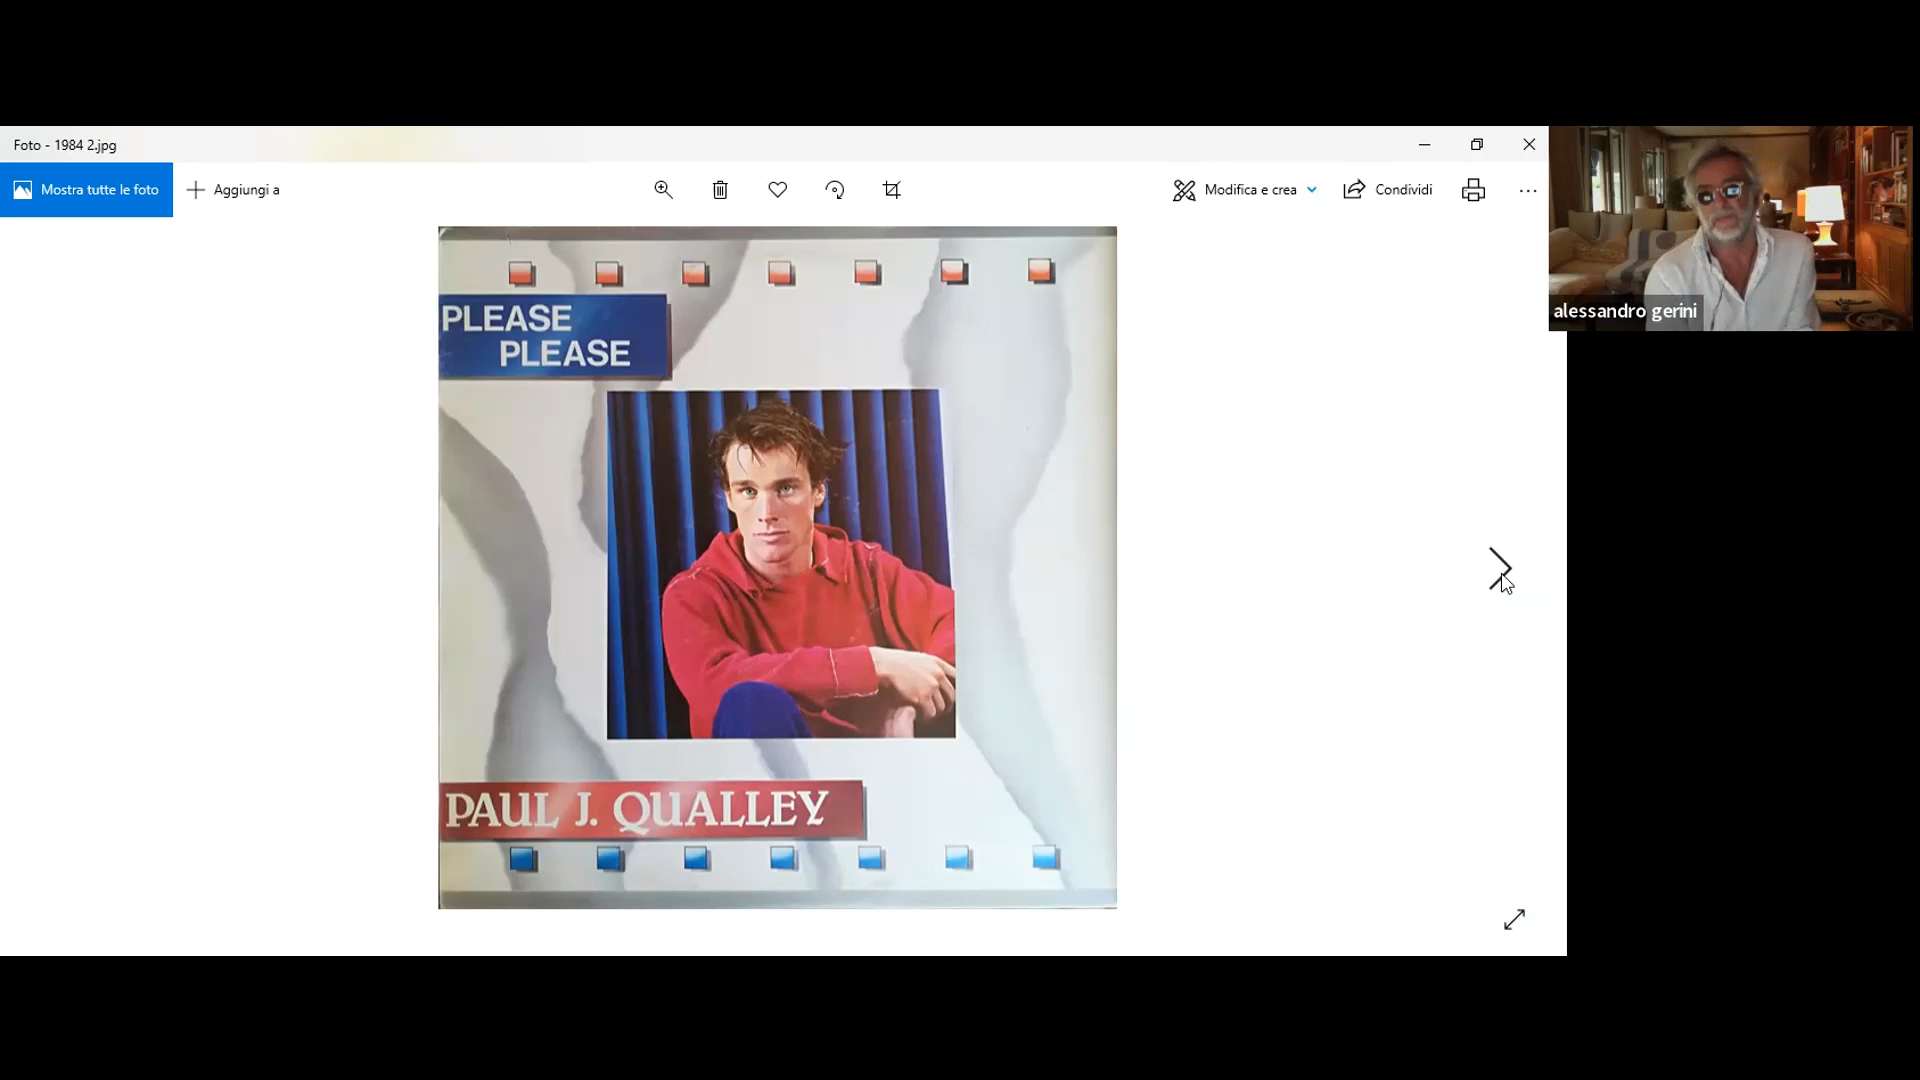 Foto - 1984 2.jpg
Mostra tutte le foto
Aggiungi a
Modifica e crea
Condividi
alessandro gerini
PLEASE
PLEASE
PAUL J. QUALLEY